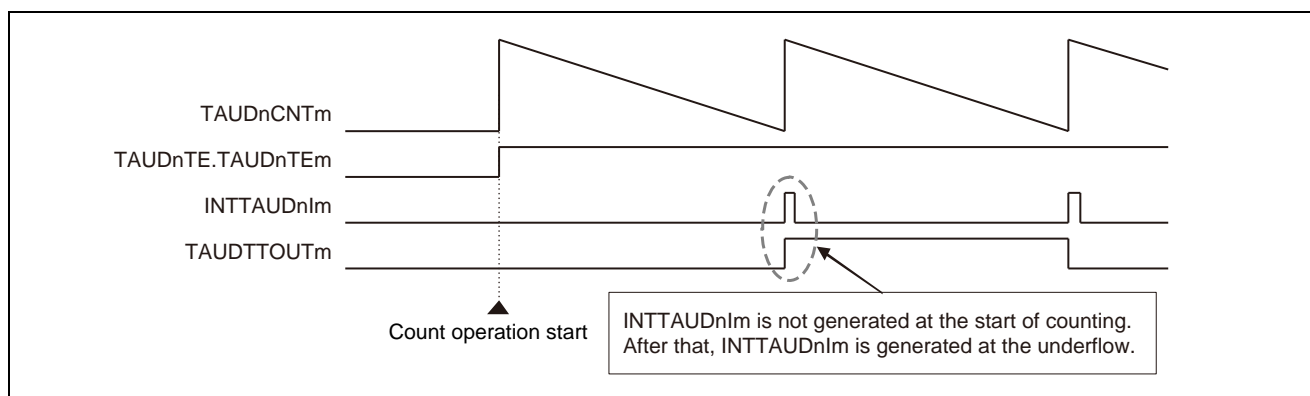 TAUDnCNTm
TAUDnTE.TAUDnTEm
INTTAUDnIm
TAUDTTOUTm
Count operation start
INTTAUDnIm is not generated at the start of counting.
After that, INTTAUDnIm is generated at the underflow.